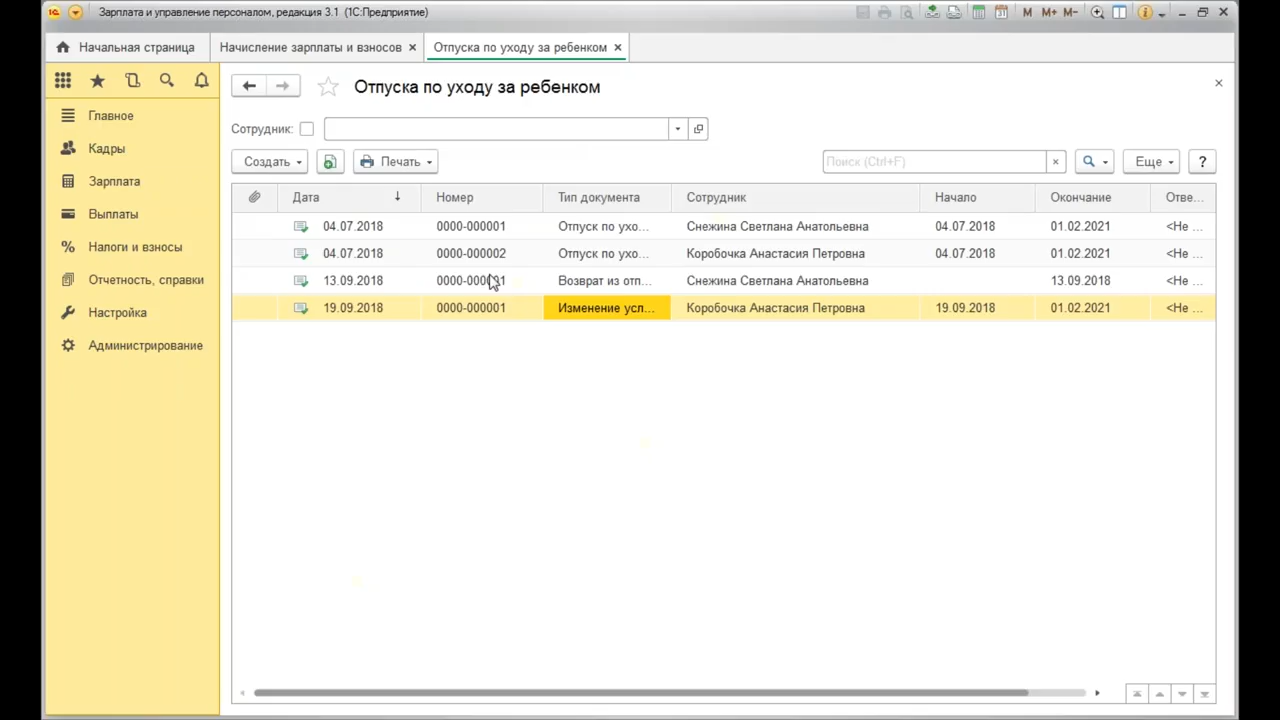 Зарплата и управление персоналом, редакция 3.1 (1С:Предприятие)
M M+ M-
Начальная страница
Начисление зарплаты и взносов ×
Отпуска по уходу за ребенком ×
Отпуска по уходу за ребенком
Главное
Кадры
Зарплата
Выплаты
Налоги и взносы
Отчетность, справки
Настройка
Администрирование
Сотрудник:
Создать
Печать
Поиск (Ctrl+F)
×
Еще
?
Дата ↓ Номер Тип документа Сотрудник Начало Окончание Отве...
04.07.2018 0000-000001 Отпуск по ухо... Снежина Светлана Анатольевна 04.07.2018 01.02.2021 <Не ...
04.07.2018 0000-000002 Отпуск по ухо... Коробочка Анастасия Петровна 04.07.2018 01.02.2021 <Не ...
13.09.2018 0000-000001 Возврат из отп... Снежина Светлана Анатольевна 13.09.2018 <Не ...
19.09.2018 0000-000001 Изменение усл... Коробочка Анастасия Петровна 19.09.2018 01.02.2021 <Не ...